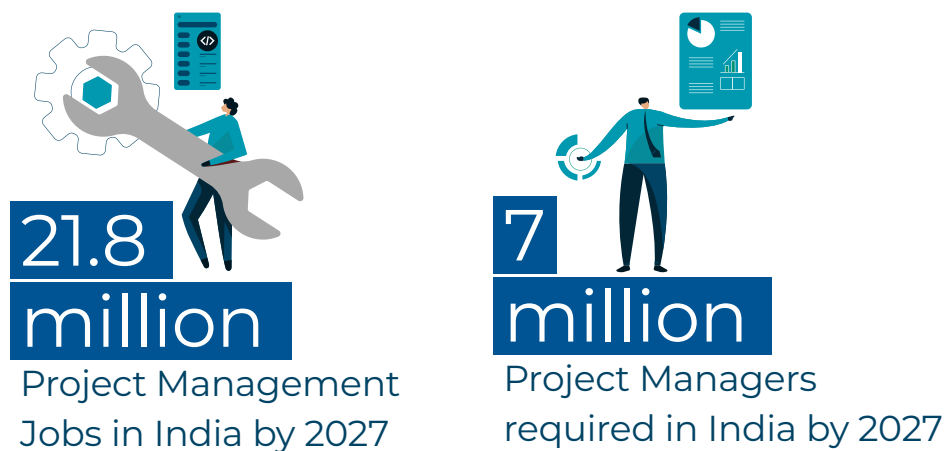 21.8
million
Project Management
Jobs in India by 2027
7
million
Project Managers
required in India by 2027